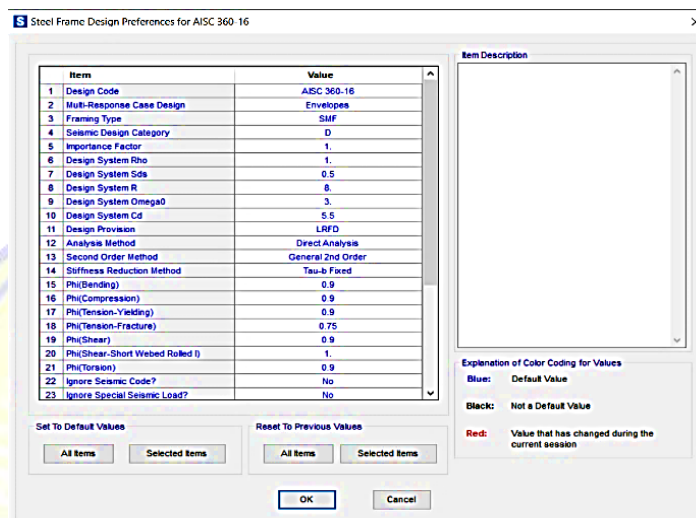 S Steel Frame Design Preferences for AISC 360-16
Item Value
1 Design Code AISC 360-16
2 Multi-Response Case Design Envelopes
3 Framing Type SMF
4 Seismic Design Category D
5 Importance Factor 1.
6 Design System Rho 1.
7 Design System Sds 0.5
8 Design System R 8.
9 Design System Omega0 3.
10 Design System Cd 5.5
11 Design Provision LRFD
12 Analysis Method Direct Analysis
13 Second Order Method General 2nd Order
14 Stiffness Reduction Method Tau-b Fixed
15 Phi(Bending) 0.9
16 Phi(Compression) 0.9
17 Phi(Tension-Yielding) 0.9
18 Phi(Tension-Fracture) 0.75
19 Phi(Shear) 0.9
20 Phi(Shear-Short Webed Rolled I) 1.
21 Phi(Torsion) 0.9
22 Ignore Seismic Code? No
23 Ignore Special Seismic Load? No
Set To Default Values
All Items Selected Items
Reset To Previous Values
All Items Selected Items
Item Description
Explanation of Color Coding for Values
Blue: Default Value
Black: Not a Default Value
Red: Value that has changed during the
current session
OK Cancel